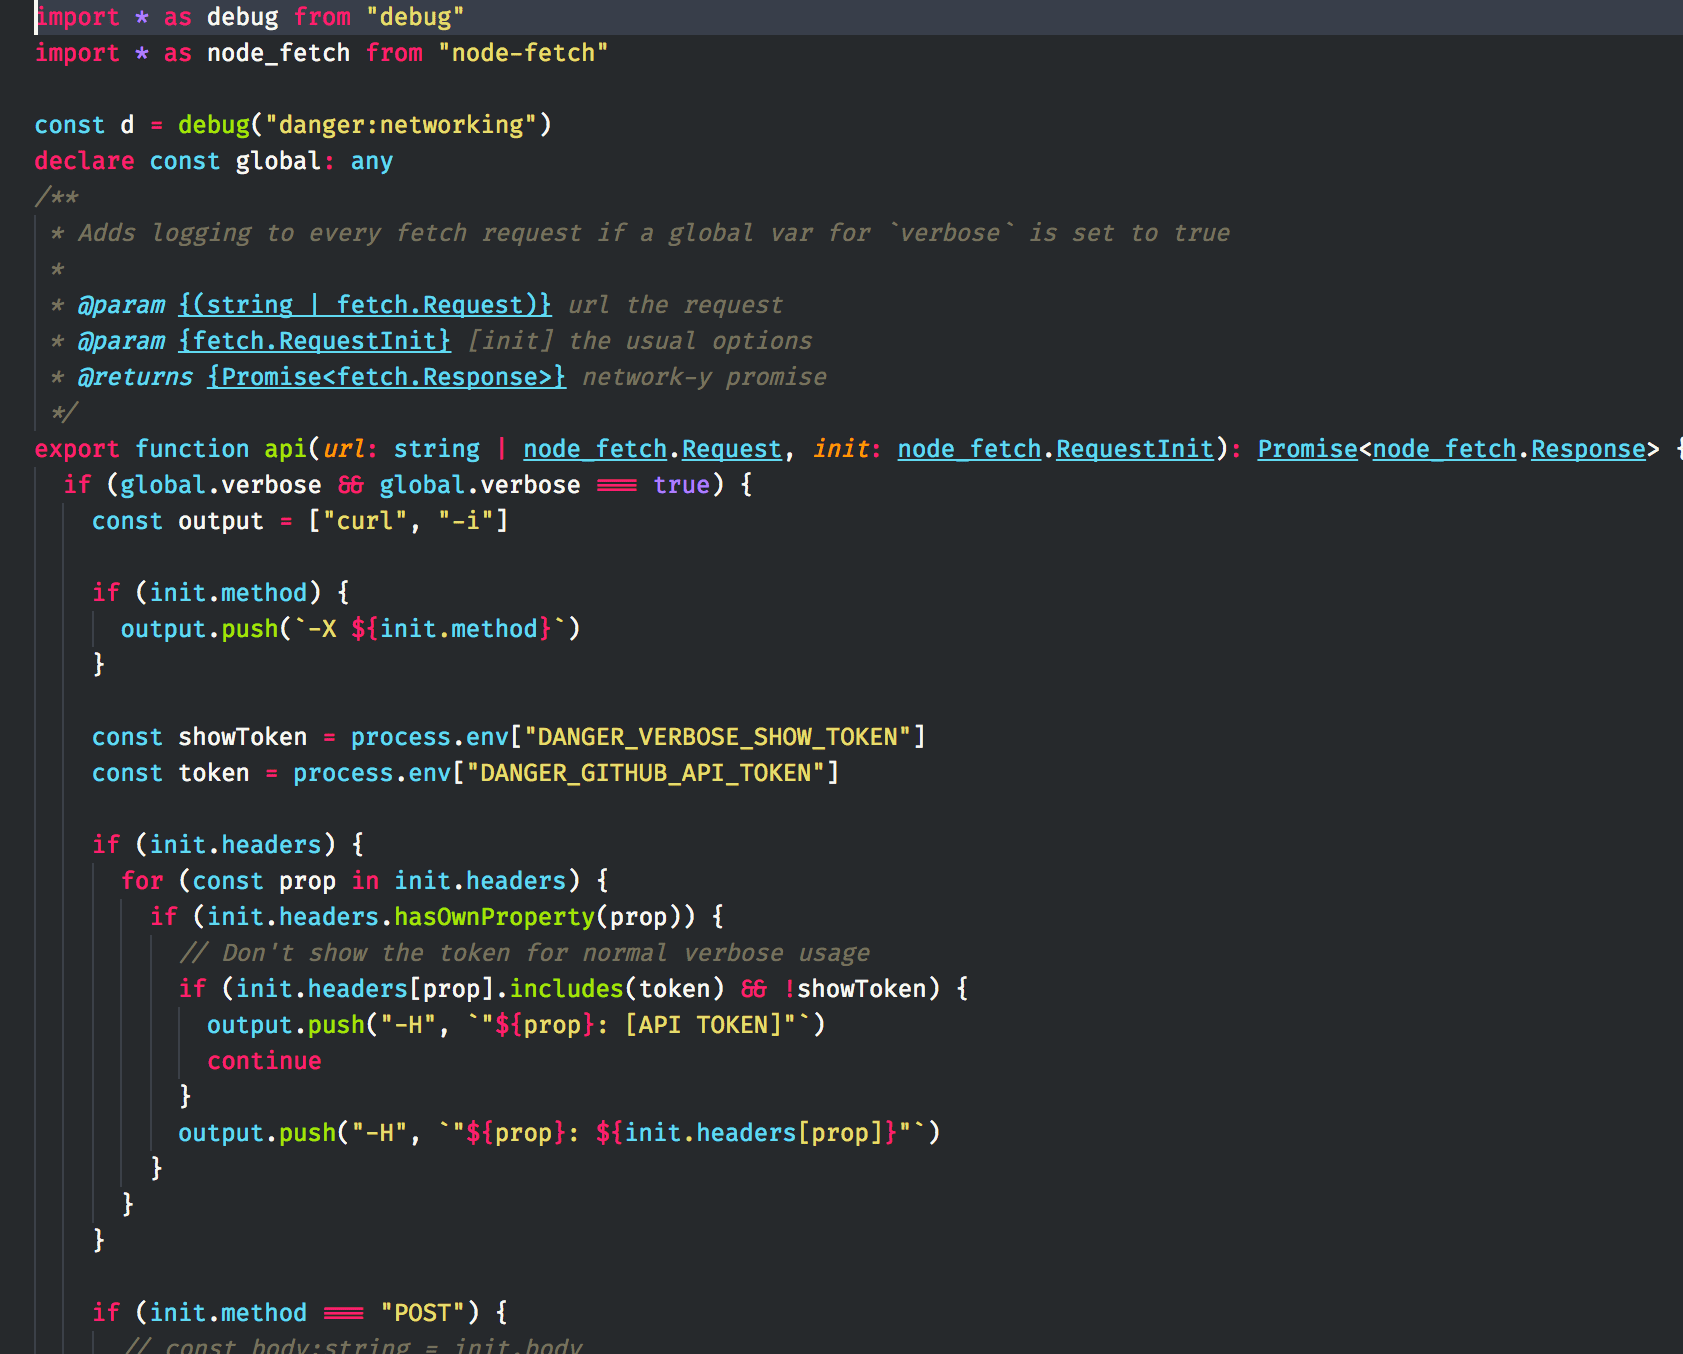 import * as debug from "debug"
import * as node_fetch from "node-fetch"

const d = debug("danger:networking")
declare const global: any
/**
 * Adds logging to every fetch request if a global var for `verbose` is set to true
 *
 * @param {(string | fetch.Request)} url the request
 * @param {fetch.RequestInit} [init] the usual options
 * @returns {Promise<fetch.Response>} network-y promise
 */
export function api(url: string | node_fetch.Request, init: node_fetch.RequestInit): Promise<node_fetch.Response> {
  if (global.verbose && global.verbose === true) {
    const output = ["curl", "-i"]

    if (init.method) {
      output.push(`-X ${init.method}`)
    }

    const showToken = process.env["DANGER_VERBOSE_SHOW_TOKEN"]
    const token = process.env["DANGER_GITHUB_API_TOKEN"]

    if (init.headers) {
      for (const prop in init.headers) {
        if (init.headers.hasOwnProperty(prop)) {
          // Don't show the token for normal verbose usage
          if (init.headers[prop].includes(token) && !showToken) {
            output.push("-H", `"${prop}: [API TOKEN]"`)
            continue
          }
          output.push("-H", `"${prop}: ${init.headers[prop]}"`)
        }
      }
    }

    if (init.method === "POST") {
      // const body:string = init.body